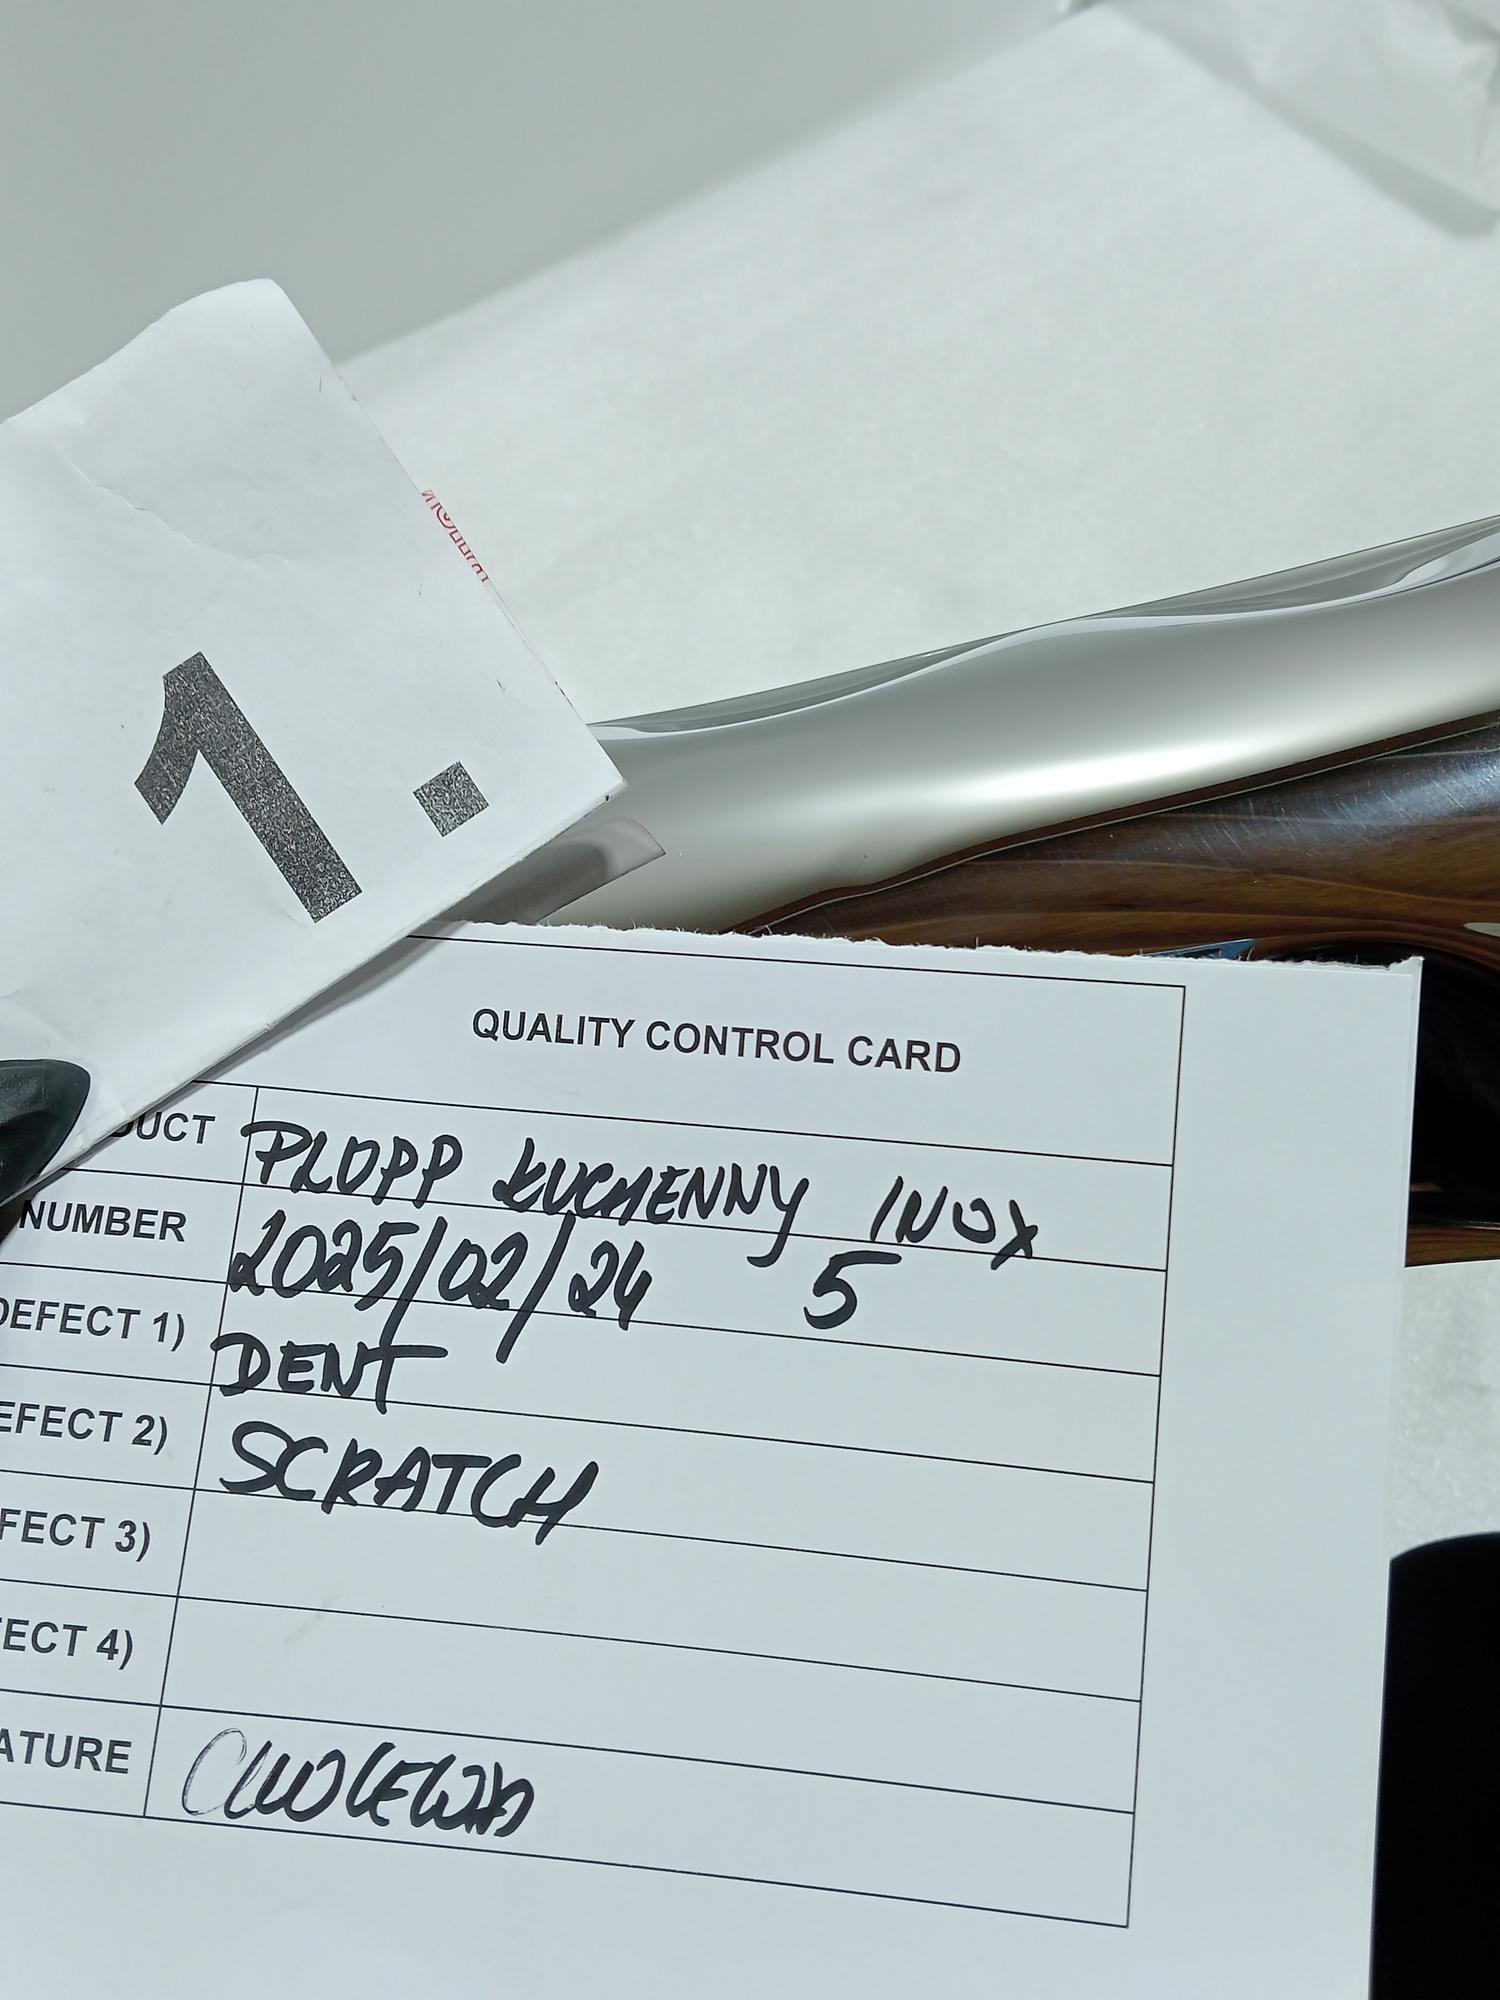 1.
QUALITY CONTROL CARD
DUCT PLOPP KUCHENNY INOX
NUMBER 2025/02/24 5
DEFECT 1) DENT
EFECT 2) SCRATCH
FECT 3)
ECT 4)
ATURE